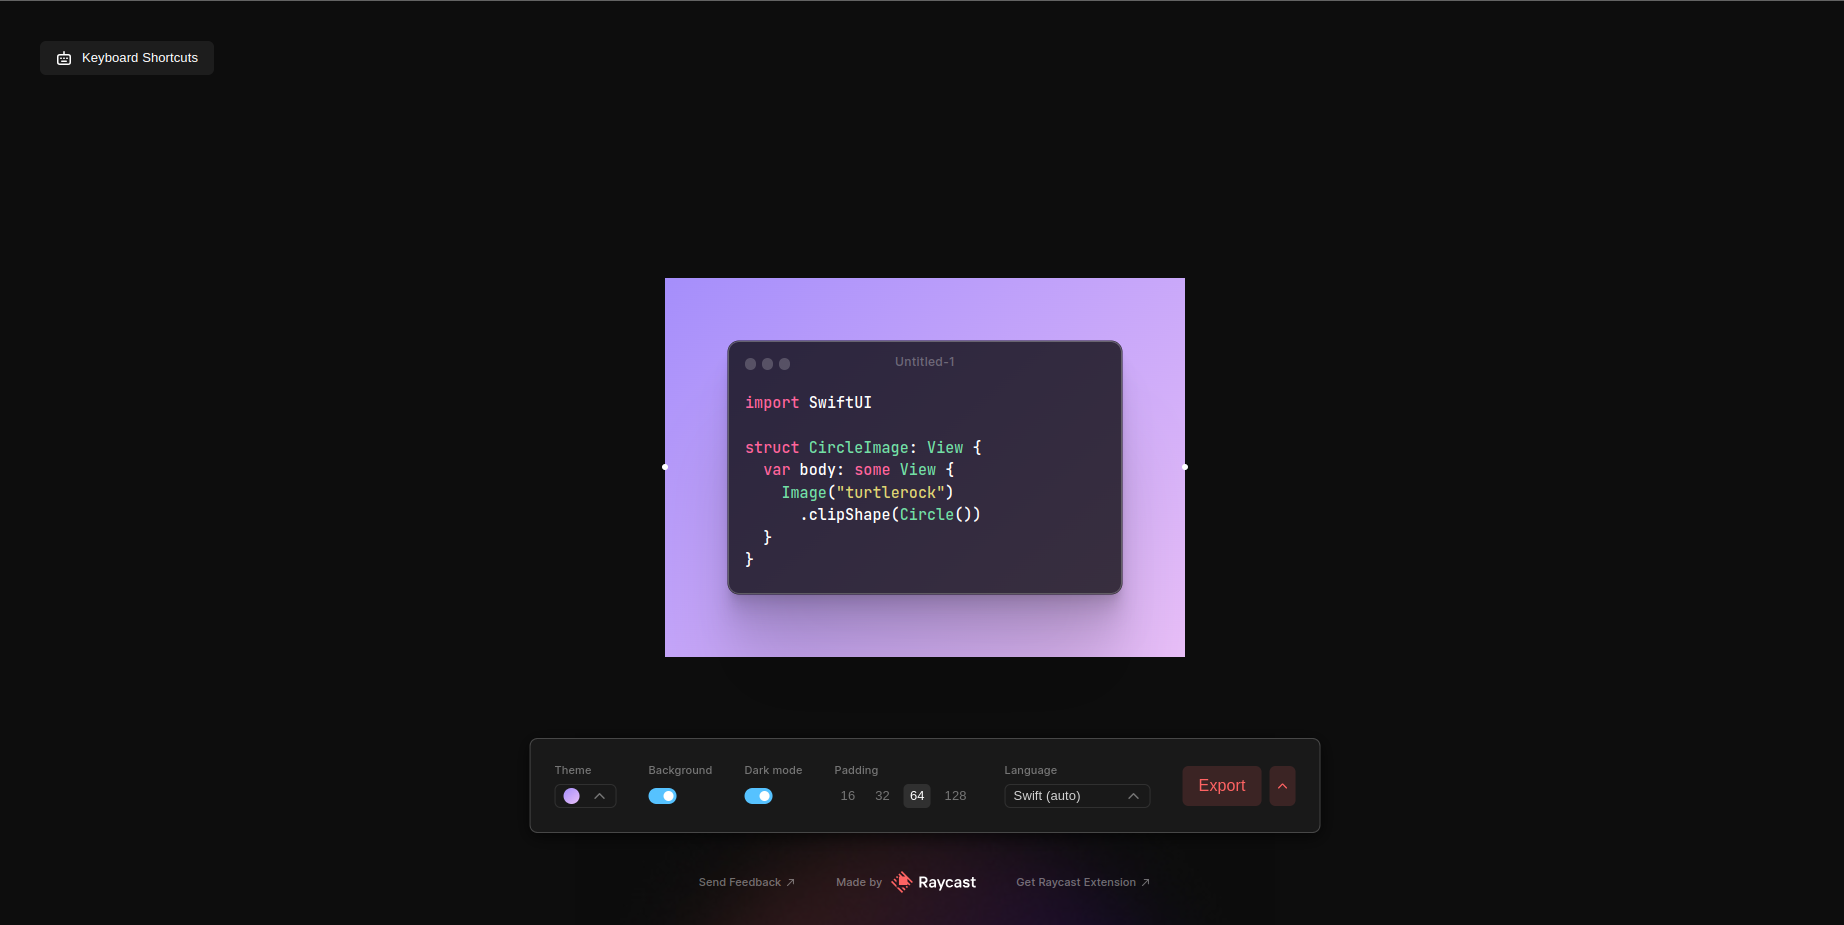 Keyboard Shortcuts
Untitled-1
import SwiftUI
struct CircleImage: View {
  var body: some View {
    Image("turtlerock")
      .clipShape(Circle())
  }
}
Theme Background Dark mode Padding Language
16 32 64 128 Swift (auto) Export
Send Feedback Made by Raycast Get Raycast Extension